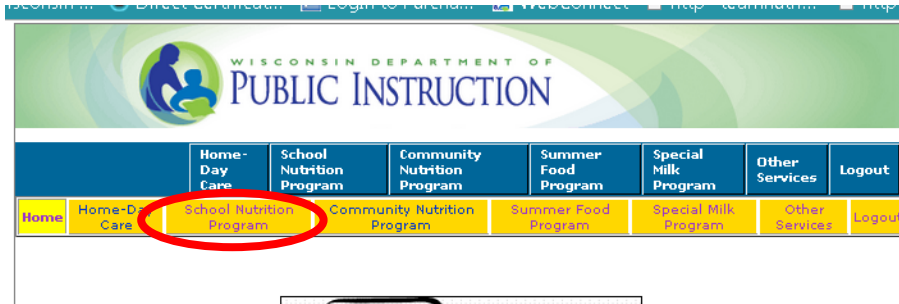 WISCONSIN DEPARTMENT OF
PUBLIC INSTRUCTION
Home-
Day
Care
School
Nutrition
Program
Community
Nutrition
Program
Summer
Food
Program
Special
Milk
Program
Other
Services
Logout
Home
Home-Day
Care
School Nutrition
Program
Community Nutrition
Program
Summer Food
Program
Special Milk
Program
Other
Services
Logout